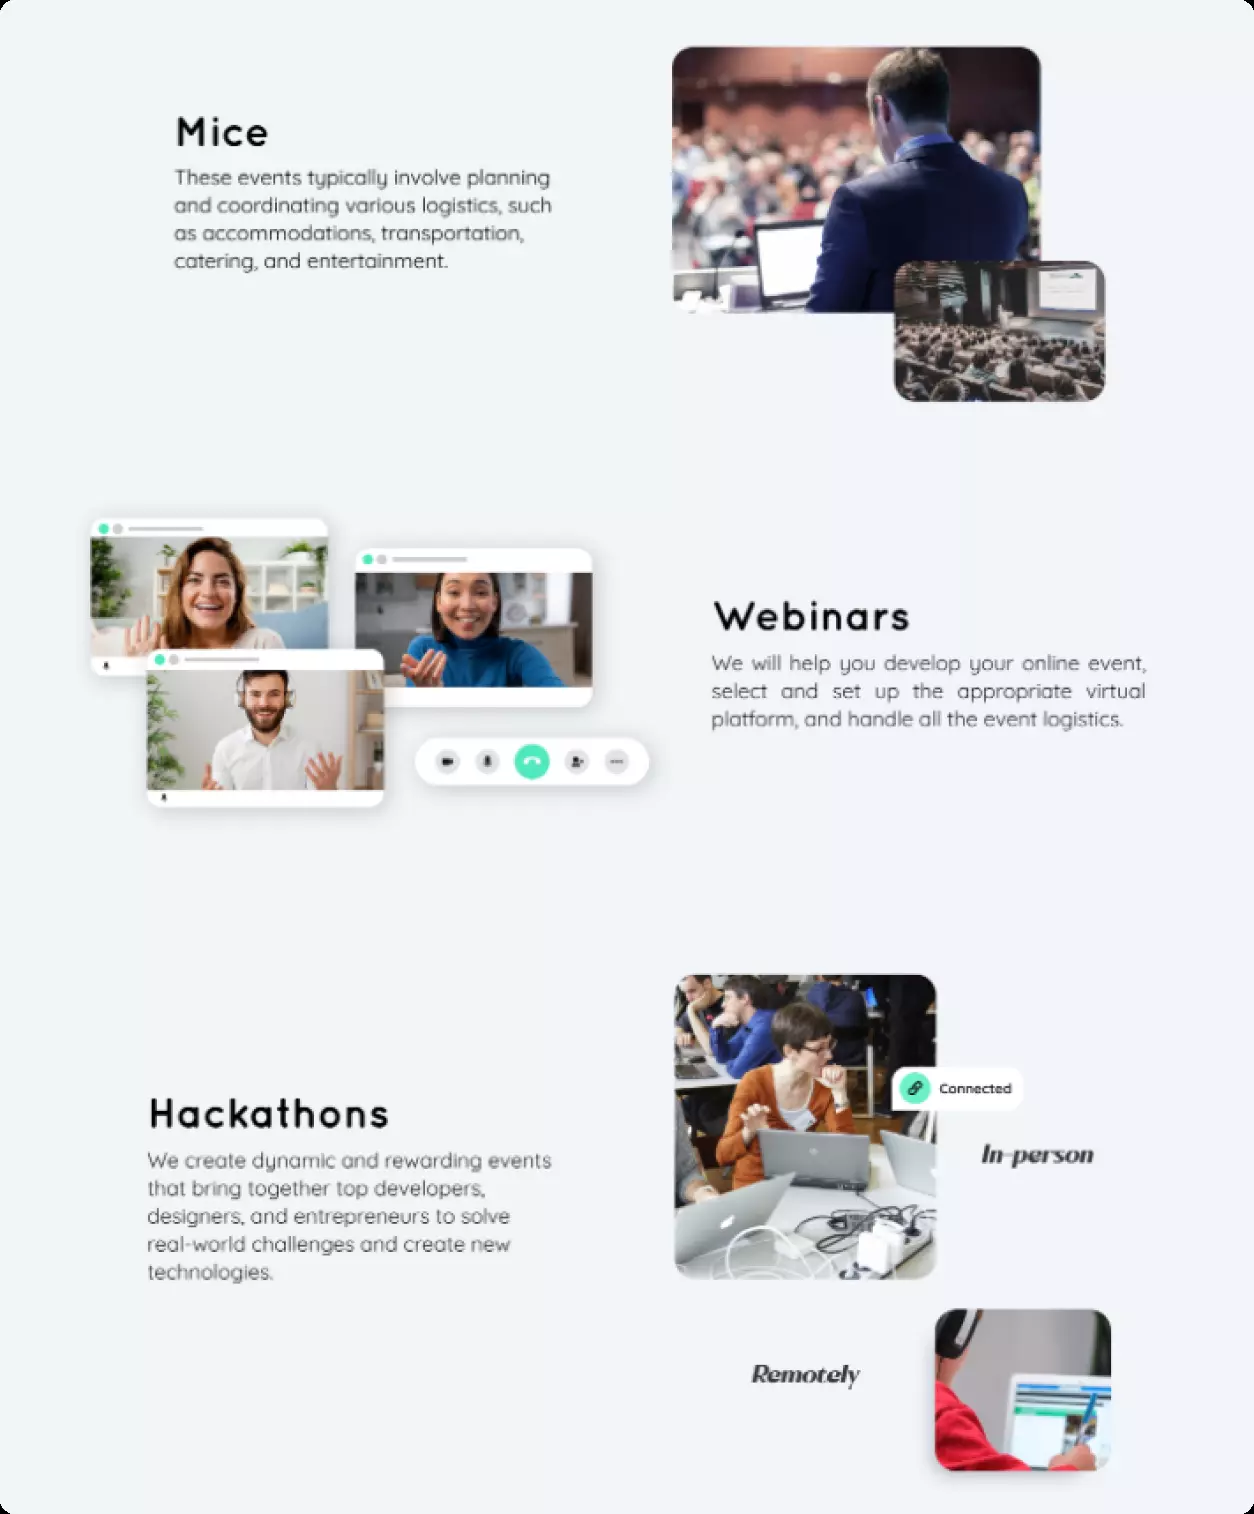 Mice
These events typically involve planning
and coordinating various logistics, such
as accommodations, transportation,
catering, and entertainment.
Webinars
We will help you develop your online event,
select and set up the appropriate virtual
platform, and handle all the event logistics.
Hackathons
We create dynamic and rewarding events
that bring together top developers,
designers, and entrepreneurs to solve
real-world challenges and create new
technologies.
Connected
In-person
Remotely